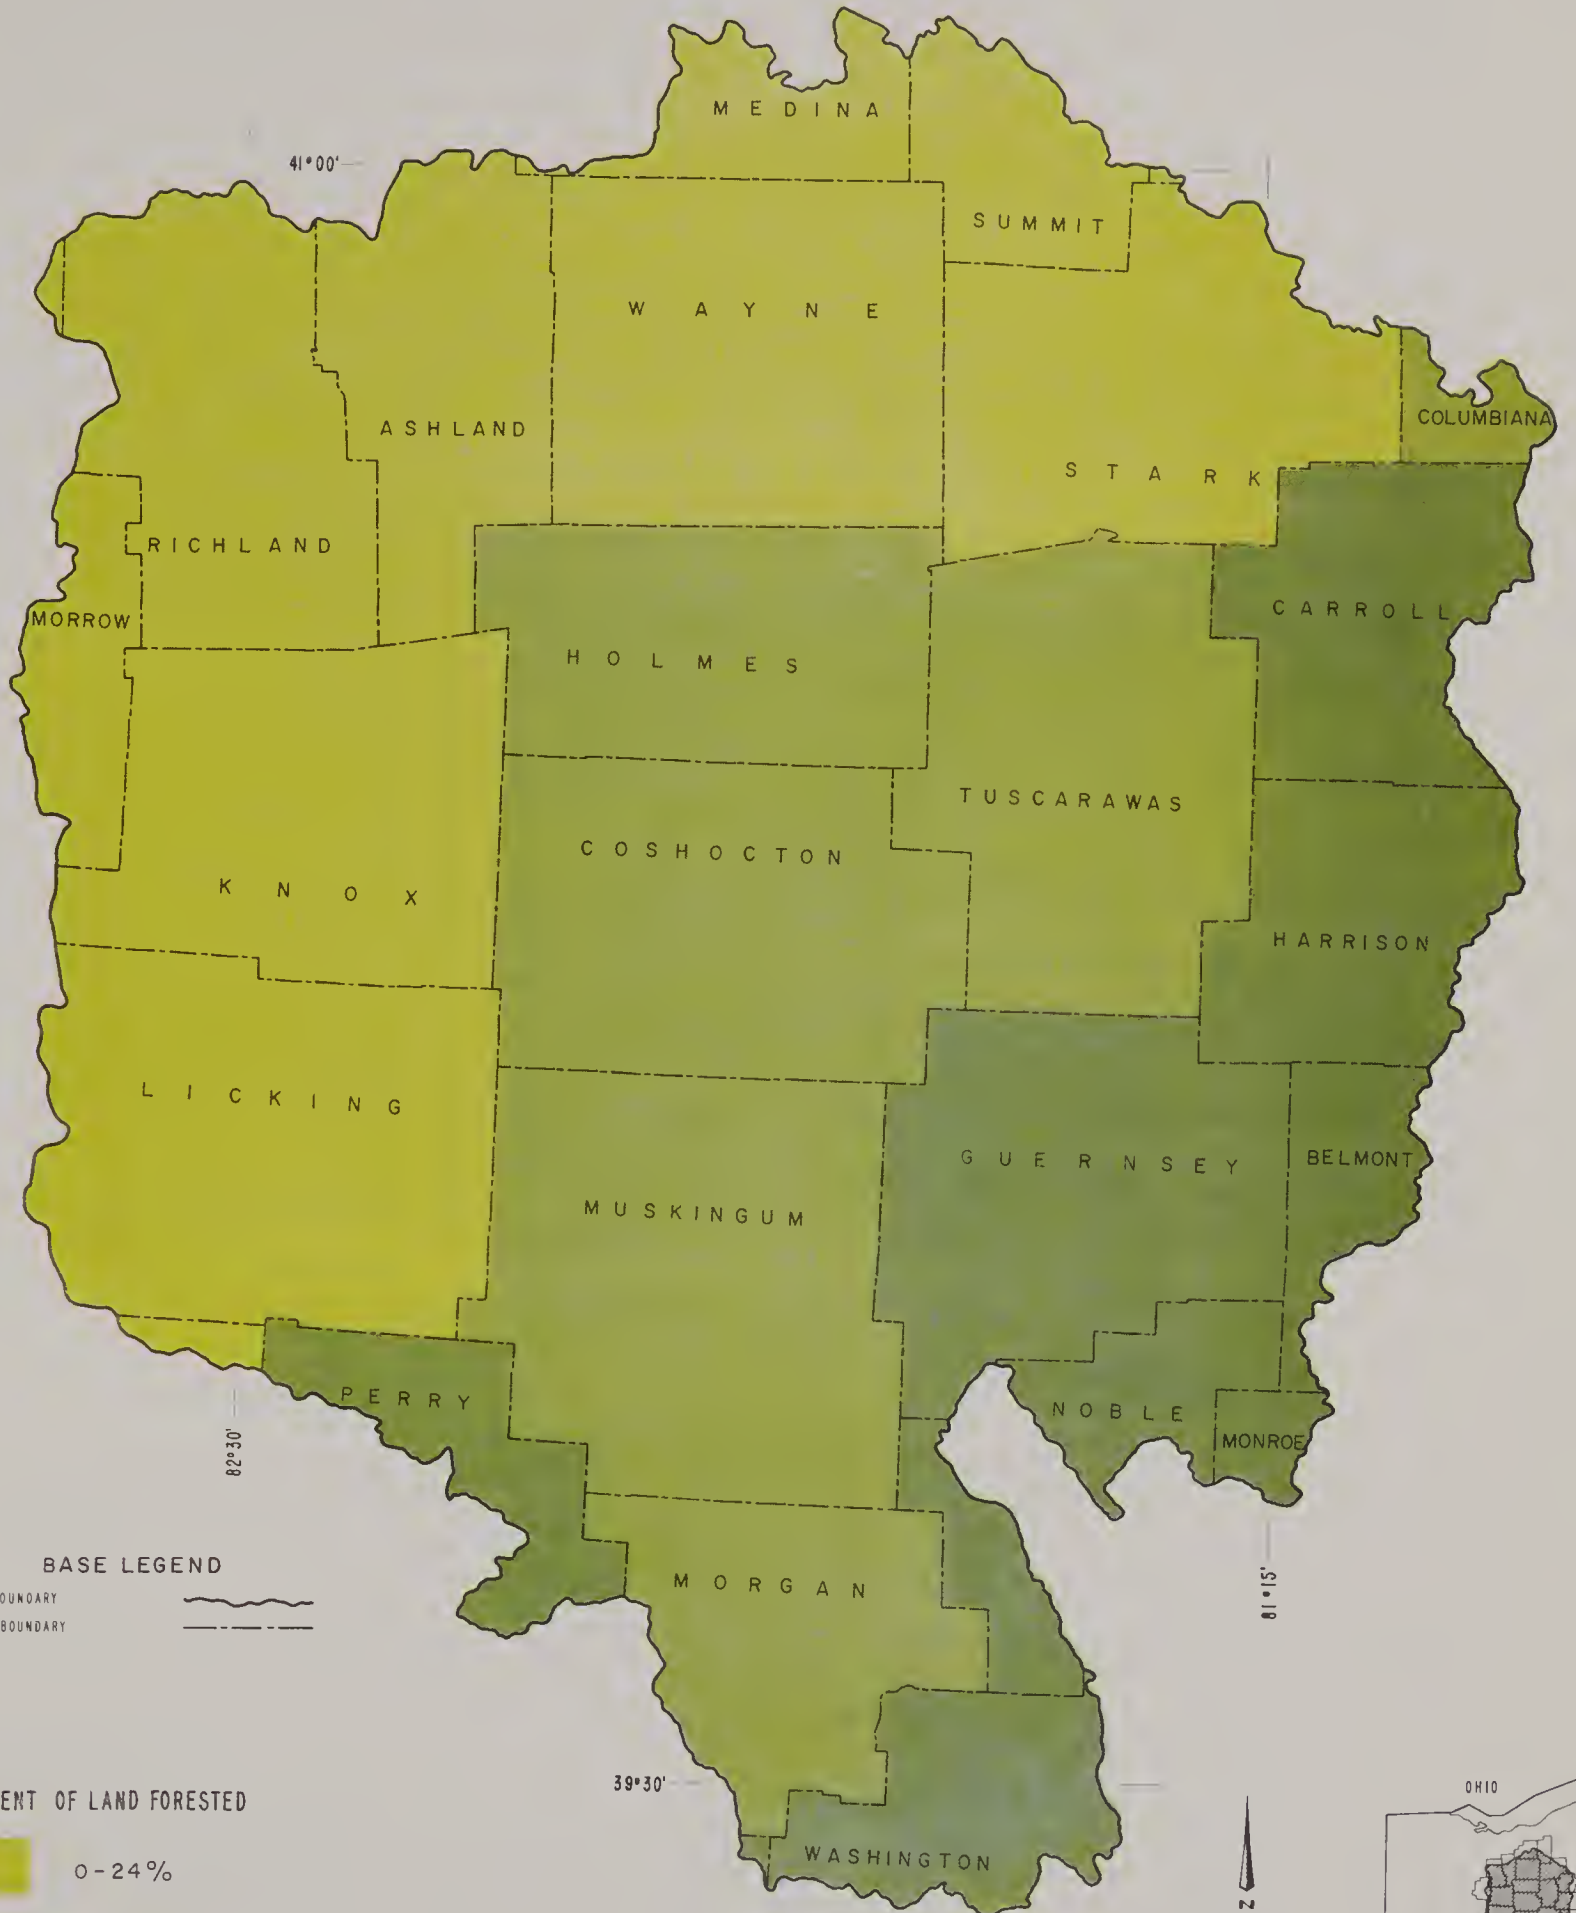 MEDINA
41°00'
SUMMIT
WAYNE
COLUMBIANA
ASHLAND
STARK
RICHLAND
CARROLL
MORROW
HOLMES
TUSCARAWAS
COSHOCTON
KNOX
HARRISON
LICKING
GUERNSEY
BELMONT
MUSKINGUM
PERRY
NOBLE
MONROE
82°30'
BASE LEGEND
OUNDARY
BOUNDARY
MORGAN
81°15'
39°30'
OHIO
ENT OF LAND FORESTED
WASHINGTON
0-24%
N